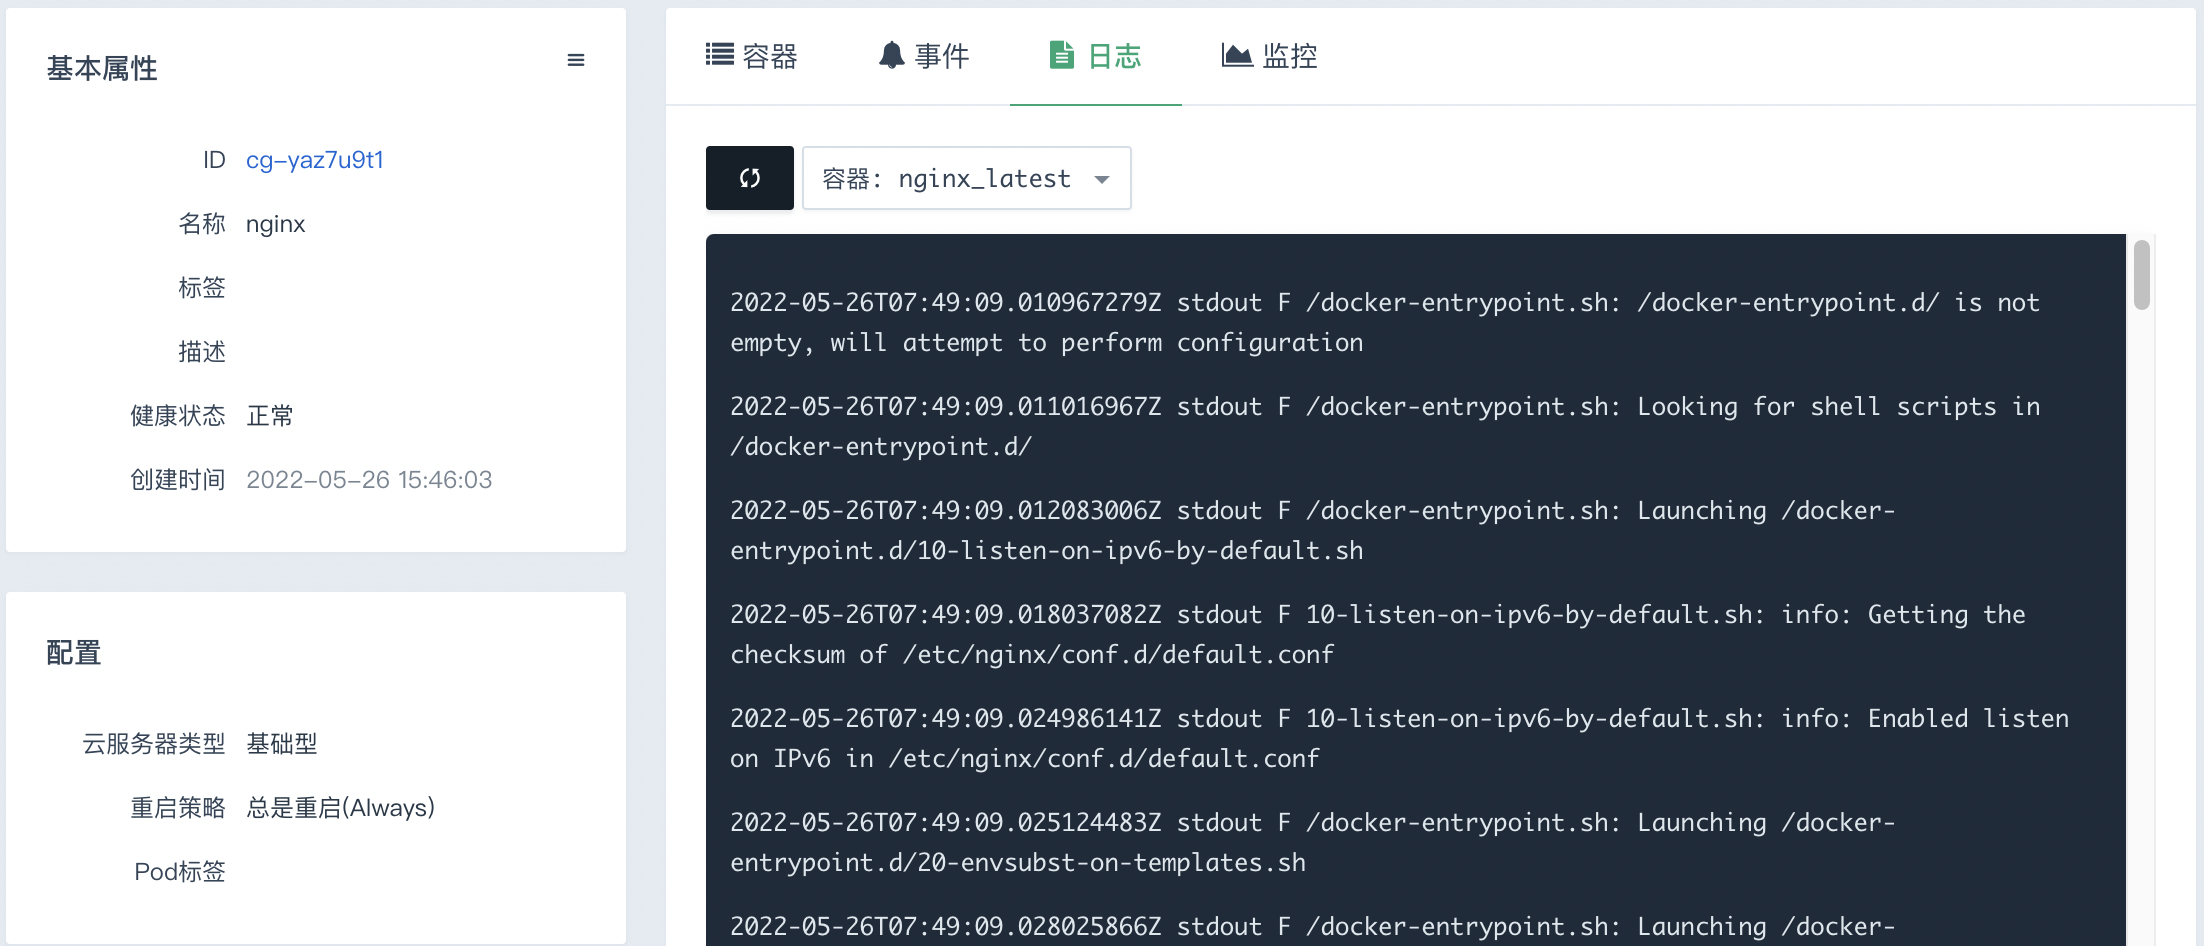 基本属性
ID cg-yaz7u9t1
名称 nginx
标签
描述
健康状态 正常
创建时间 2022-05-26 15:46:03
配置
云服务器类型 基础型
重启策略 总是重启(Always)
Pod标签
容器 事件 日志 监控
容器: nginx_latest
2022-05-26T07:49:09.010967279Z stdout F /docker-entrypoint.sh: /docker-entrypoint.d/ is not
empty, will attempt to perform configuration
2022-05-26T07:49:09.011016967Z stdout F /docker-entrypoint.sh: Looking for shell scripts in
/docker-entrypoint.d/
2022-05-26T07:49:09.012083006Z stdout F /docker-entrypoint.sh: Launching /docker-
entrypoint.d/10-listen-on-ipv6-by-default.sh
2022-05-26T07:49:09.018037082Z stdout F 10-listen-on-ipv6-by-default.sh: info: Getting the
checksum of /etc/nginx/conf.d/default.conf
2022-05-26T07:49:09.024986141Z stdout F 10-listen-on-ipv6-by-default.sh: info: Enabled listen
on IPv6 in /etc/nginx/conf.d/default.conf
2022-05-26T07:49:09.025124483Z stdout F /docker-entrypoint.sh: Launching /docker-
entrypoint.d/20-envsubst-on-templates.sh
2022-05-26T07:49:09.028025866Z stdout F /docker-entrypoint.sh: Launching /docker-